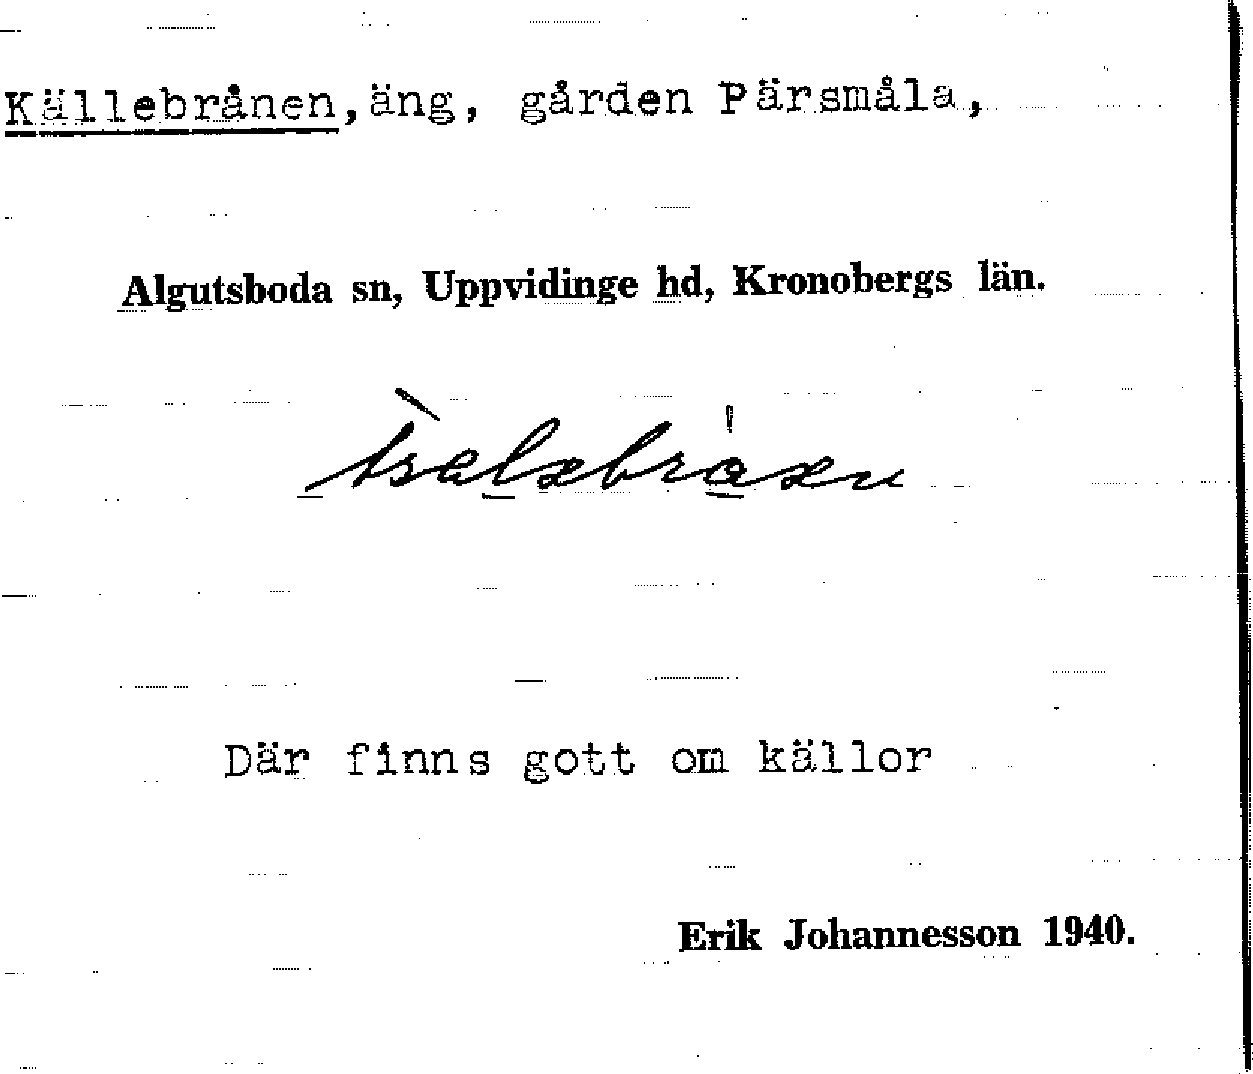 Källebrånen, äng, gården Pärsmåla,
Algutsboda sn, Uppvidinge hd, Kronobergs län.
Där finns gott om källor
Erik Johannesson 1940.